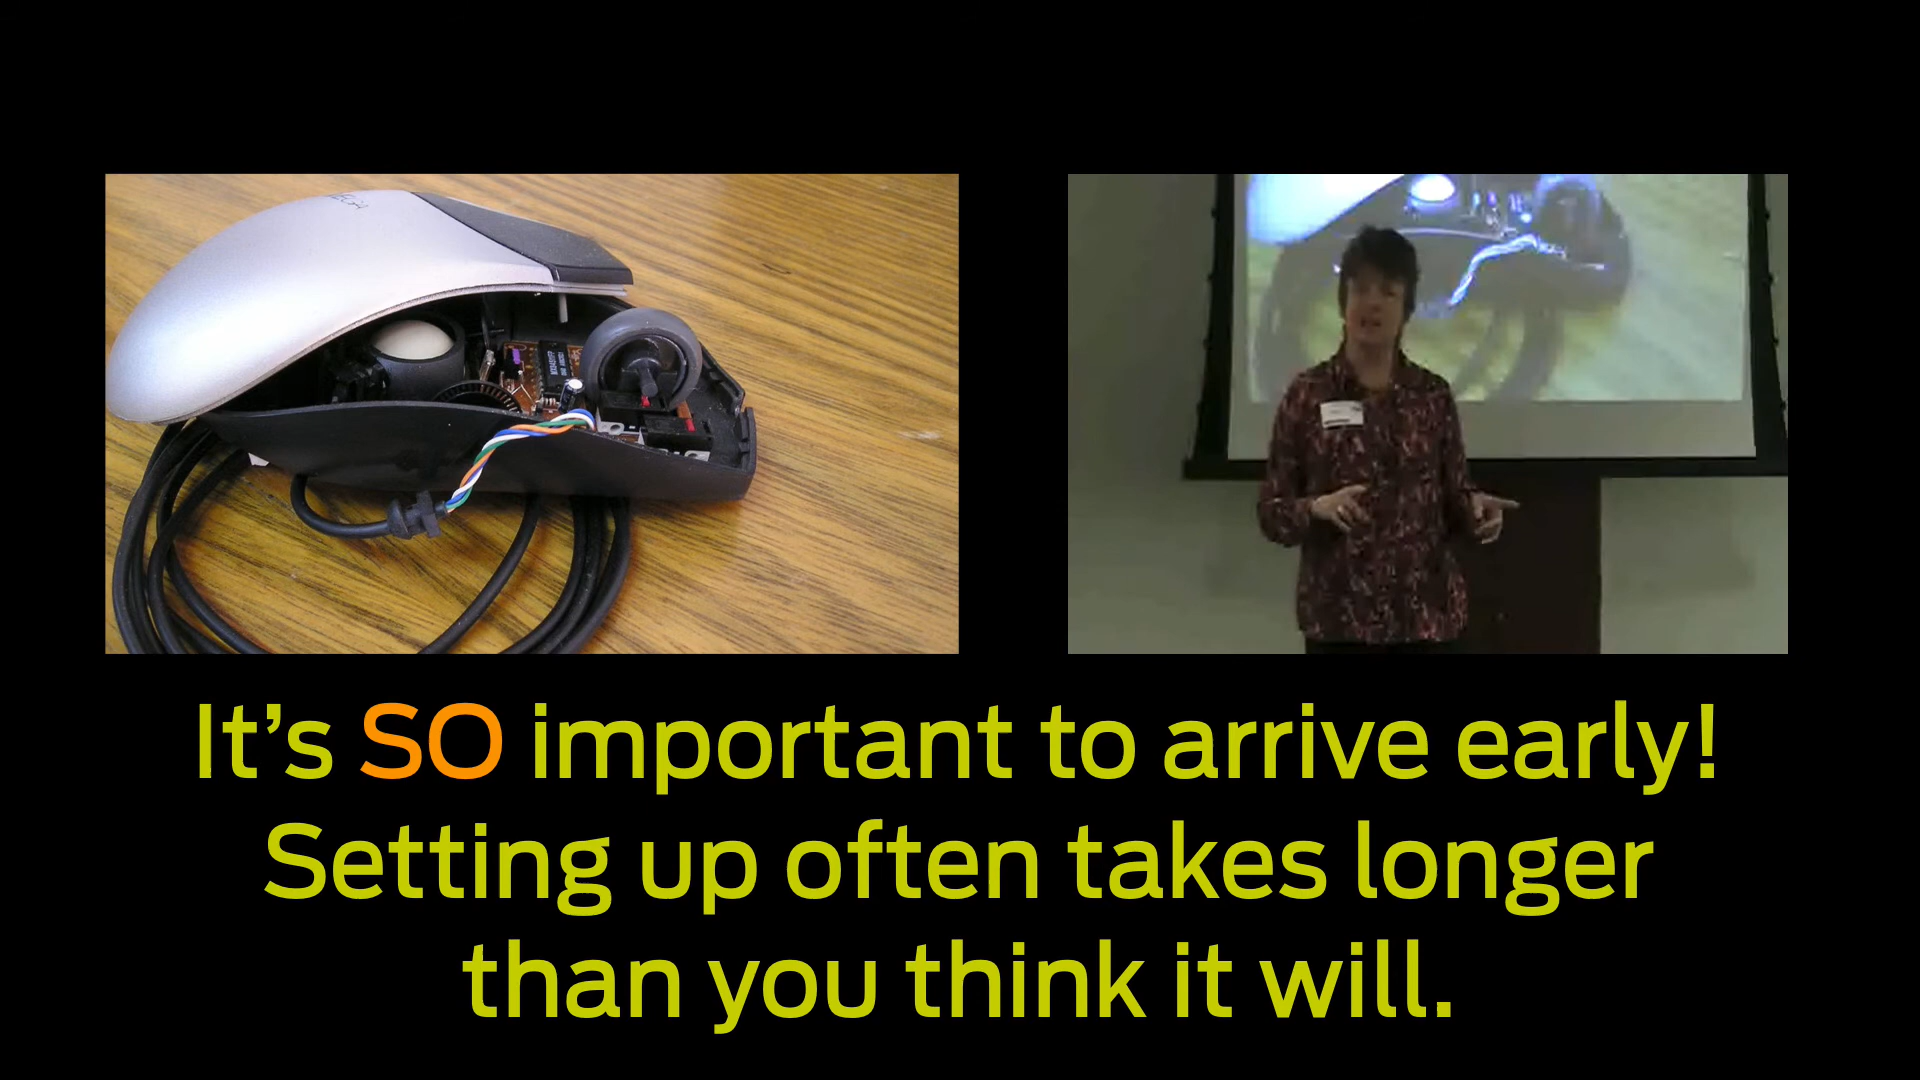 It’s SO important to arrive early!
Setting up often takes longer
than you think it will.